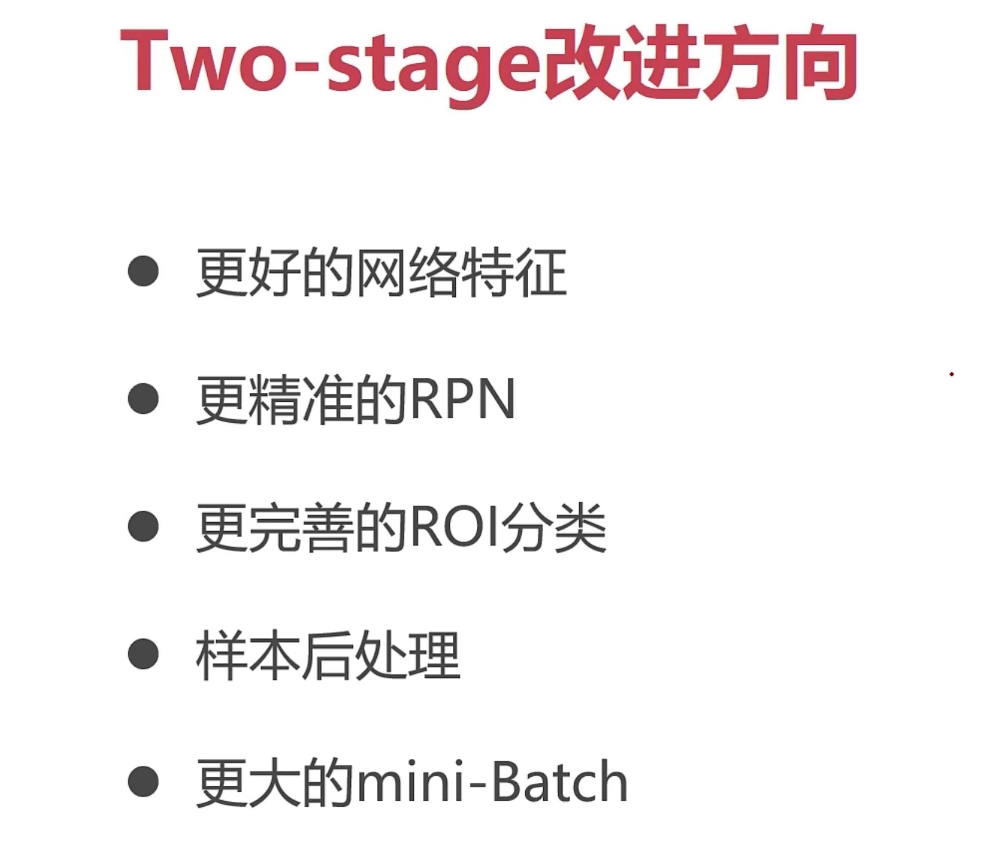 Two-stage改进方向
更好的网络特征
更精准的RPN
更完善的ROI分类
样本后处理
更大的mini-Batch